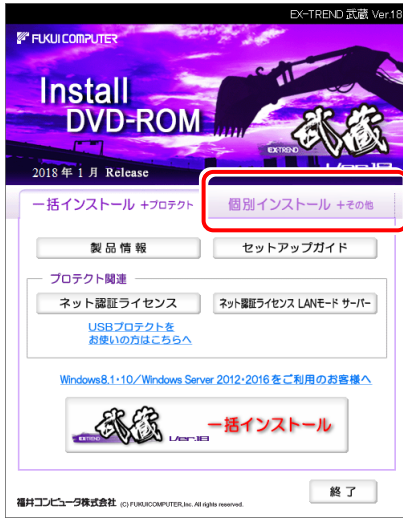 EX-TREND 武蔵 Ver.18
FUKUI COMPUTER
Install
DVD-ROM
EX-TREND 武蔵
Ver.18
2018 年 1 月 Release
一括インストール +プロテクト
個別インストール +その他
製品情報
セットアップガイド
プロテクト関連
ネット認証ライセンス
ネット認証ライセンス LANモード サーバー
USBプロテクトを
お使いの方はこちらへ
Windows8.1・10／Windows Server 2012・2016 をご利用のお客様へ
EX-TREND 武蔵 Ver.18 一括インストール
終了
福井コンピュータ株式会社 (C) FUKUICOMPUTER,Inc. All rights reserved.